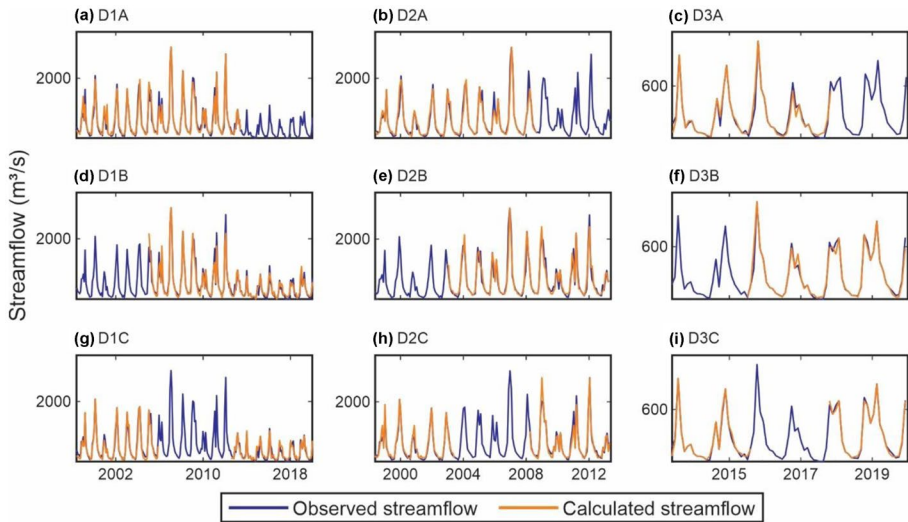 (a) D1A
(b) D2A
(c) D3A
2000
2000
600
(d) D1B
(e) D2B
(f) D3B
Streamflow (m³/s)
2000
2000
600
(g) D1C
(h) D2C
(i) D3C
2000
2000
600
2002 2010 2018
2000 2004 2008 2012
2015 2017 2019
Observed streamflow Calculated streamflow